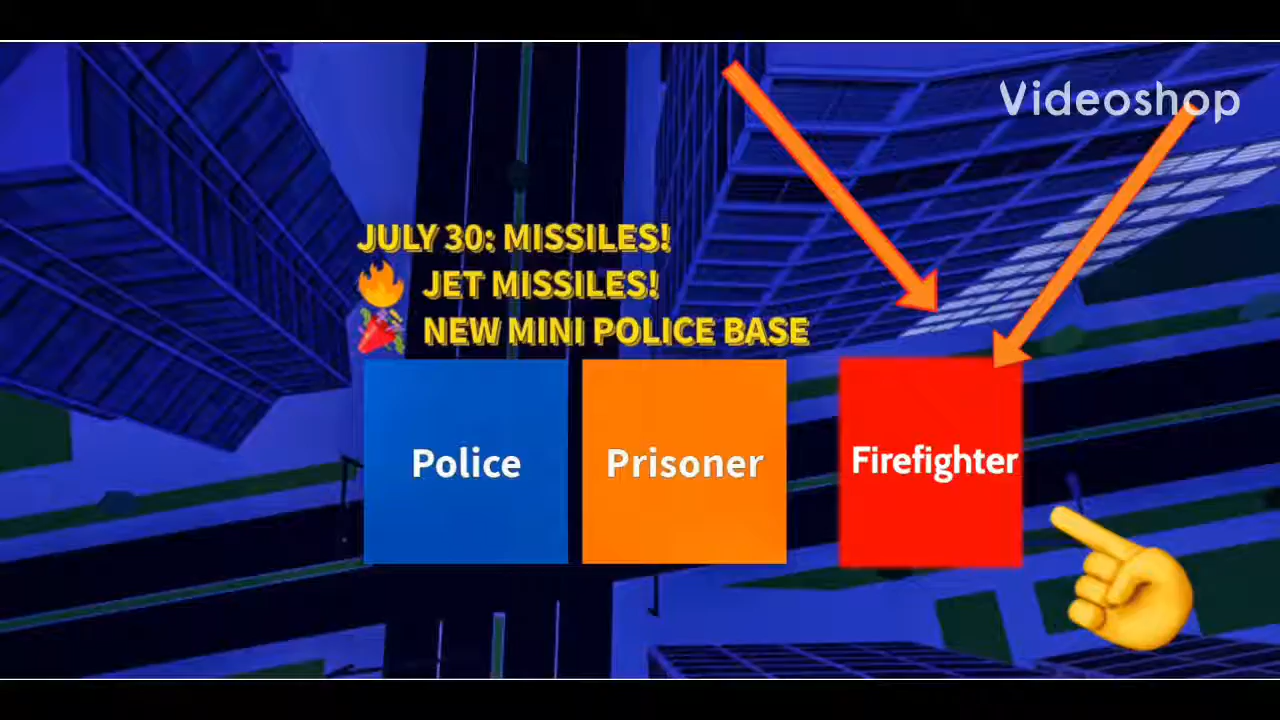 Videoshop
JULY 30: MISSILES!
🔥 JET MISSILES!
🎉 NEW MINI POLICE BASE
Police
Prisoner
Firefighter